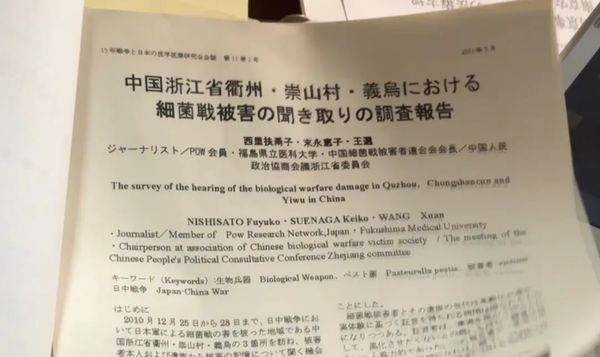 15年戦争と日本の医学医療研究会会誌 第11巻1号 2011年5月
中国浙江省衢州・崇山村・義烏における
細菌戦被害の聞き取りの調査報告
西里扶甬子・末永恵子・王選
ジャーナリスト／POW会員・福島県立医科大学・中国細菌戦被害者連合会会長／中国人民
政治協商会議浙江省委員会
The survey of the hearing of the biological warfare damage in Quzhou, Chongshancun and
Yiwu in China
NISHISATO Fuyuko・SUENAGA Keiko・WANG Xuan
・Journalist／Member of Pow Research Network,Japan・Fukushima Medical University
・Chairperson at association of Chinese biological warfare victim society ／The meeting of the
Chinese People's Political Consultative Conference Zhejiang committee
キーワード（Keywords）:生物兵器 Biological Weapon、ペスト菌 Pasteurella pestis、被害者 victim
日中戦争 Japan-China War
はじめに
2010年12月25から28日まで、日中戦争にお
いて日本軍による細菌戦の害を被った地域である中
国浙江省衢州・崇山村・義烏の3箇所を訪ね、被害者
ことにした。